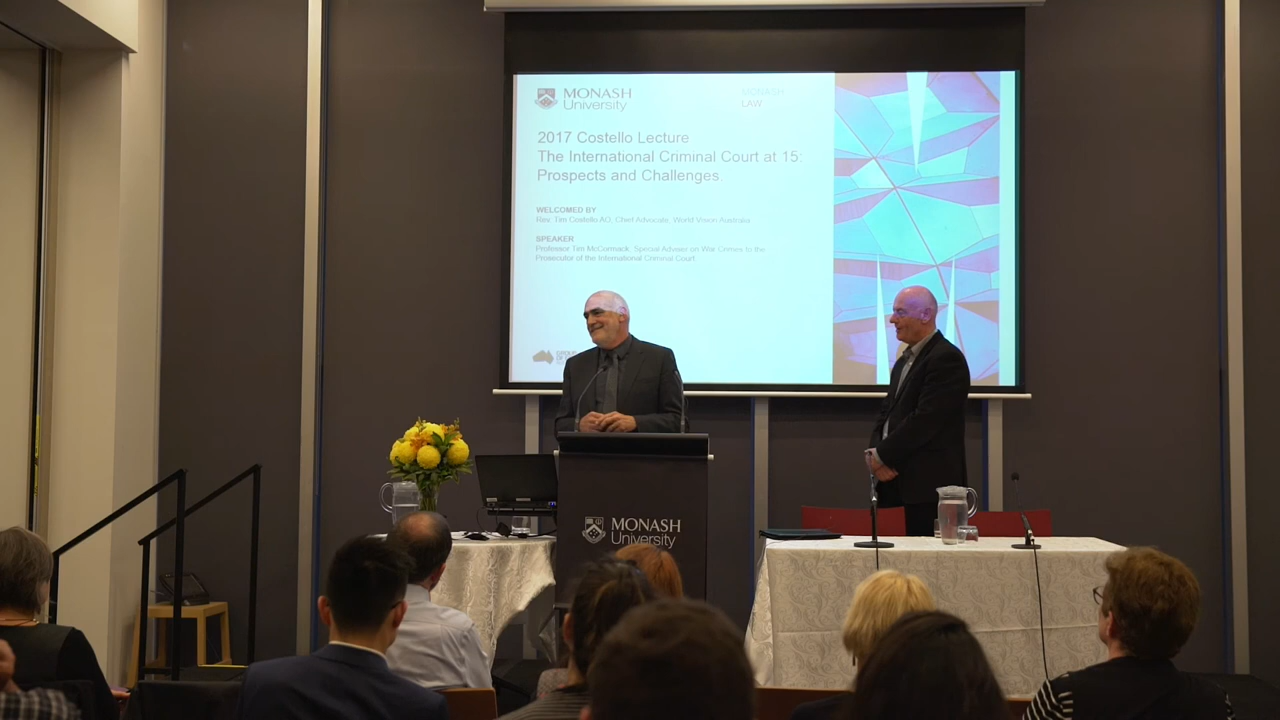 MONASH
University
MONASH
LAW
2017 Costello Lecture
The International Criminal Court at 15:
Prospects and Challenges.
WELCOMED BY
Rev. Tim Costello AO, Chief Advocate, World Vision Australia
SPEAKER
Professor Tim McCormack, Special Adviser on War Crimes to the
Prosecutor of the International Criminal Court
MONASH
University